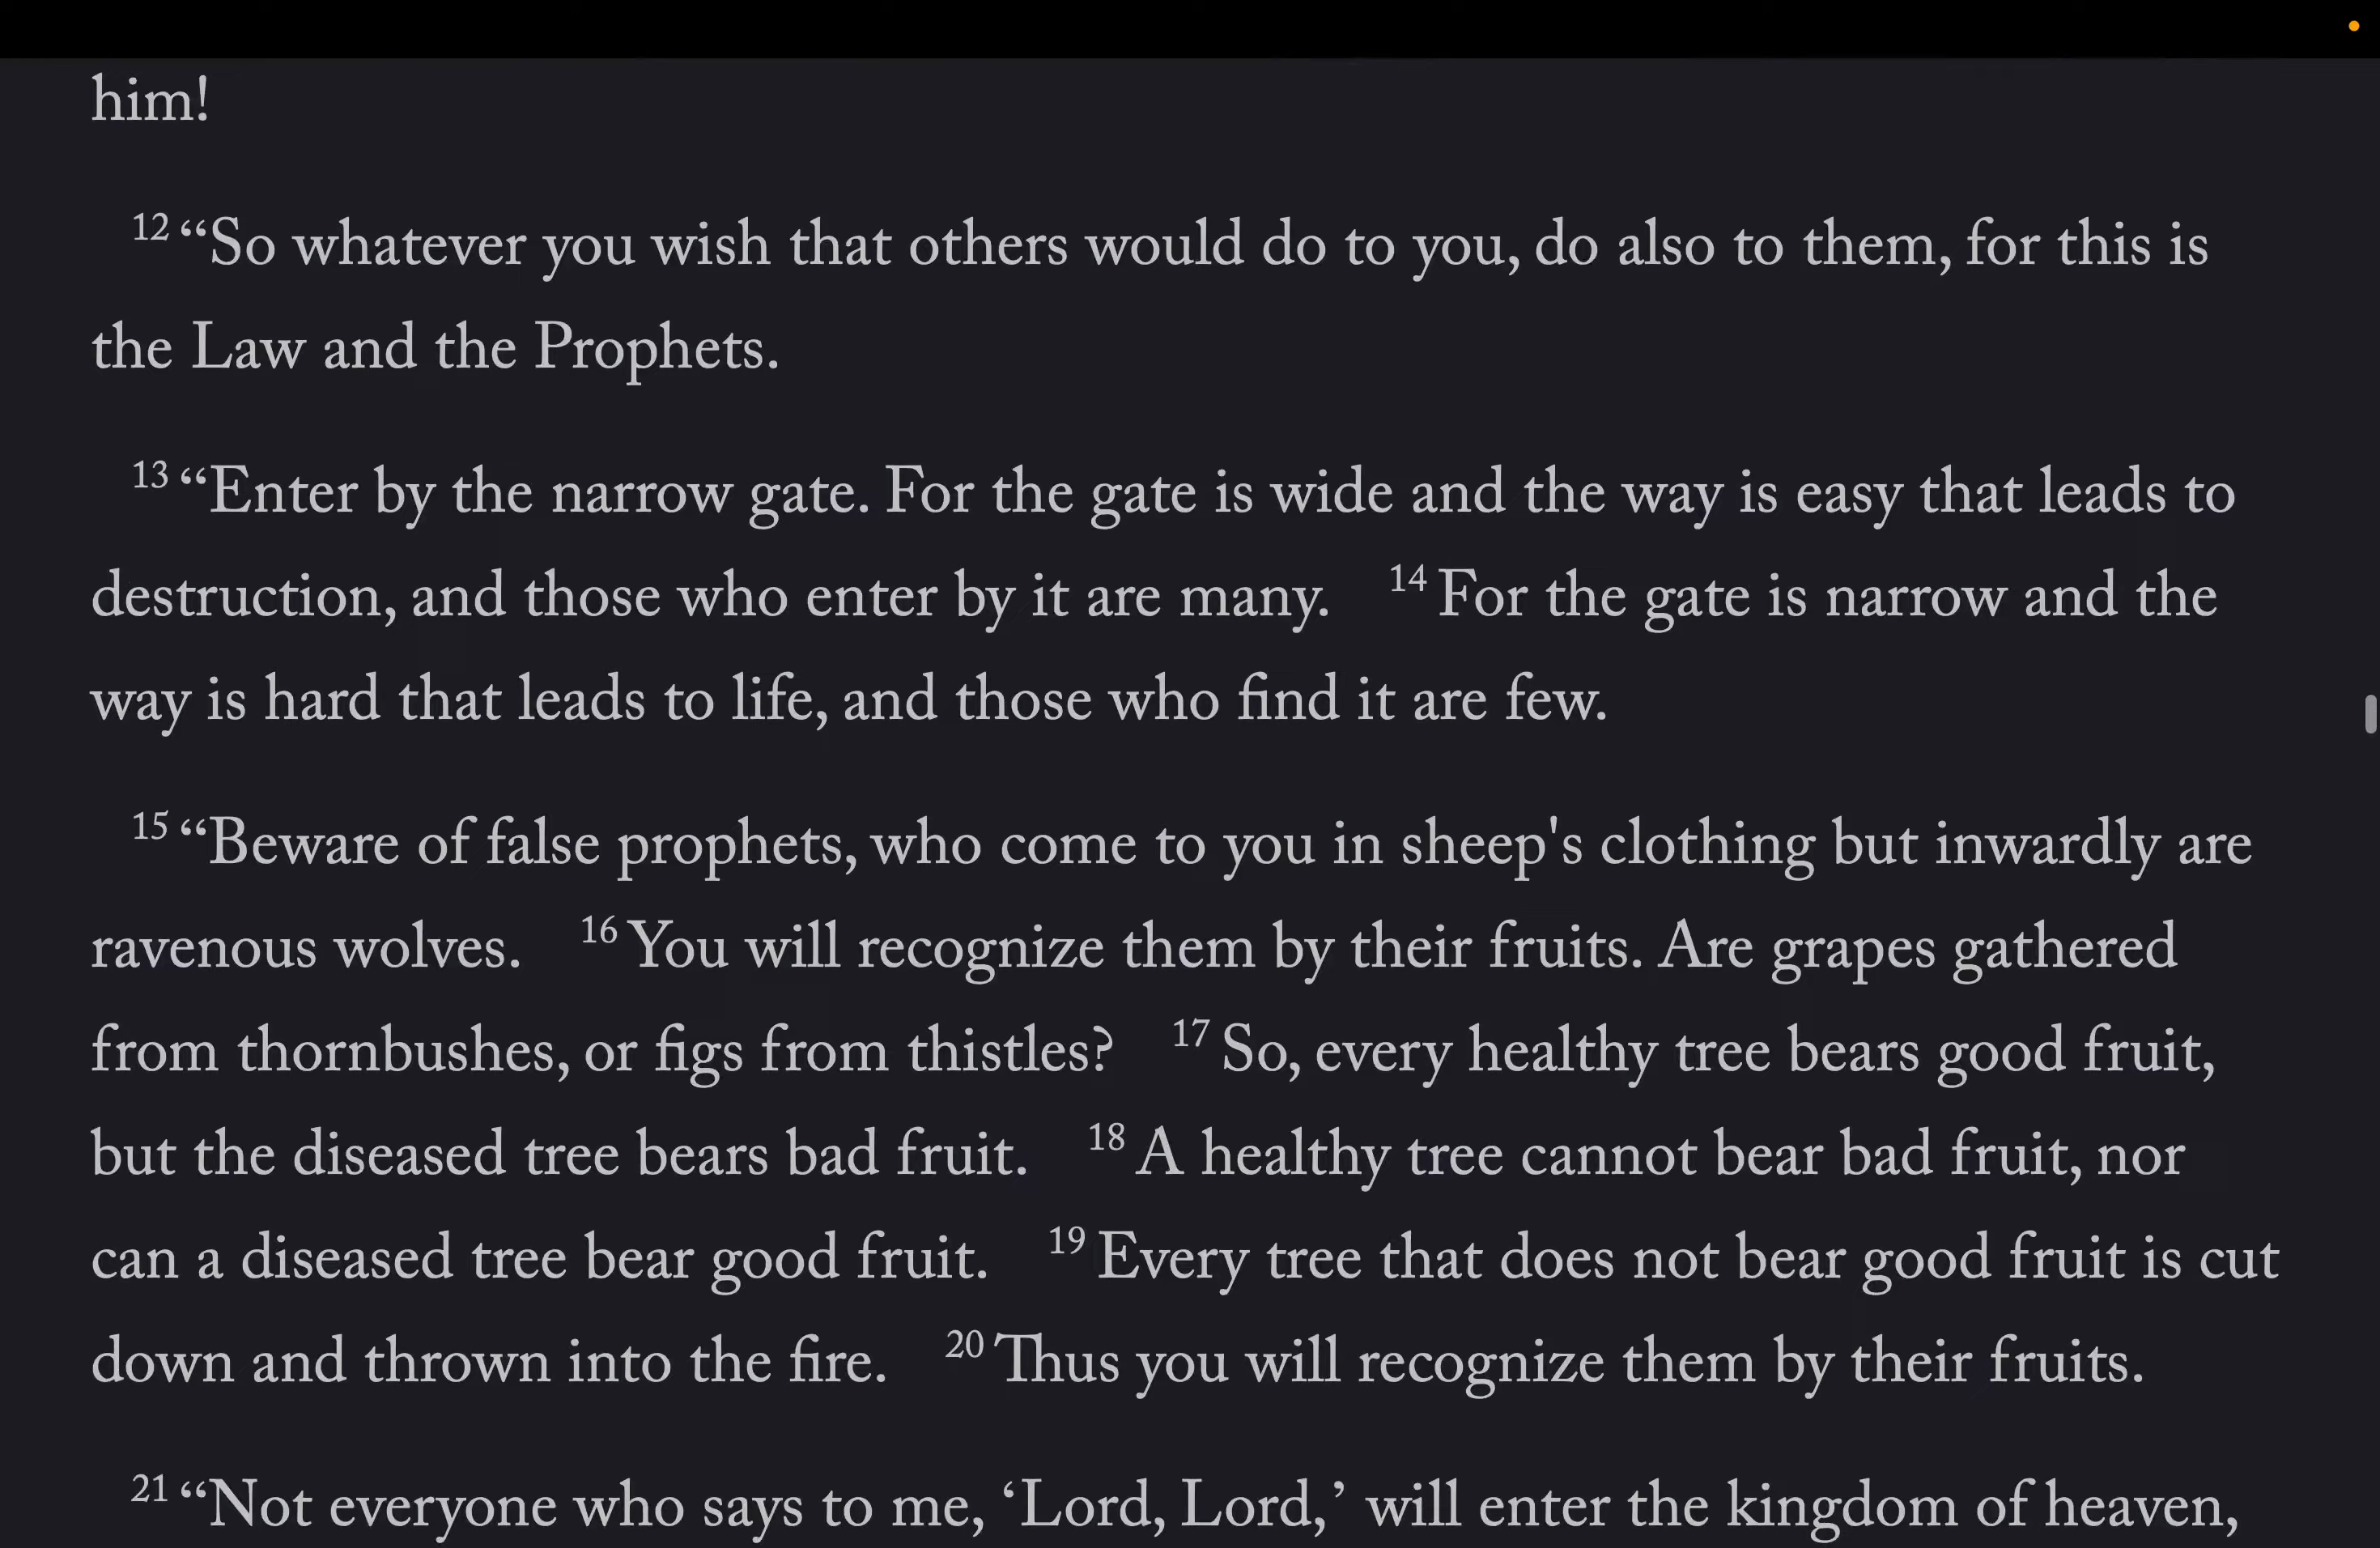 him!
12 “So whatever you wish that others would do to you, do also to them, for this is
the Law and the Prophets.
13 “Enter by the narrow gate. For the gate is wide and the way is easy that leads to
destruction, and those who enter by it are many. 14 For the gate is narrow and the
way is hard that leads to life, and those who find it are few.
15 “Beware of false prophets, who come to you in sheep's clothing but inwardly are
ravenous wolves. 16 You will recognize them by their fruits. Are grapes gathered
from thornbushes, or figs from thistles? 17 So, every healthy tree bears good fruit,
but the diseased tree bears bad fruit. 18 A healthy tree cannot bear bad fruit, nor
can a diseased tree bear good fruit. 19 Every tree that does not bear good fruit is cut
down and thrown into the fire. 20 Thus you will recognize them by their fruits.
21 “Not everyone who says to me, ‘Lord, Lord,’ will enter the kingdom of heaven,